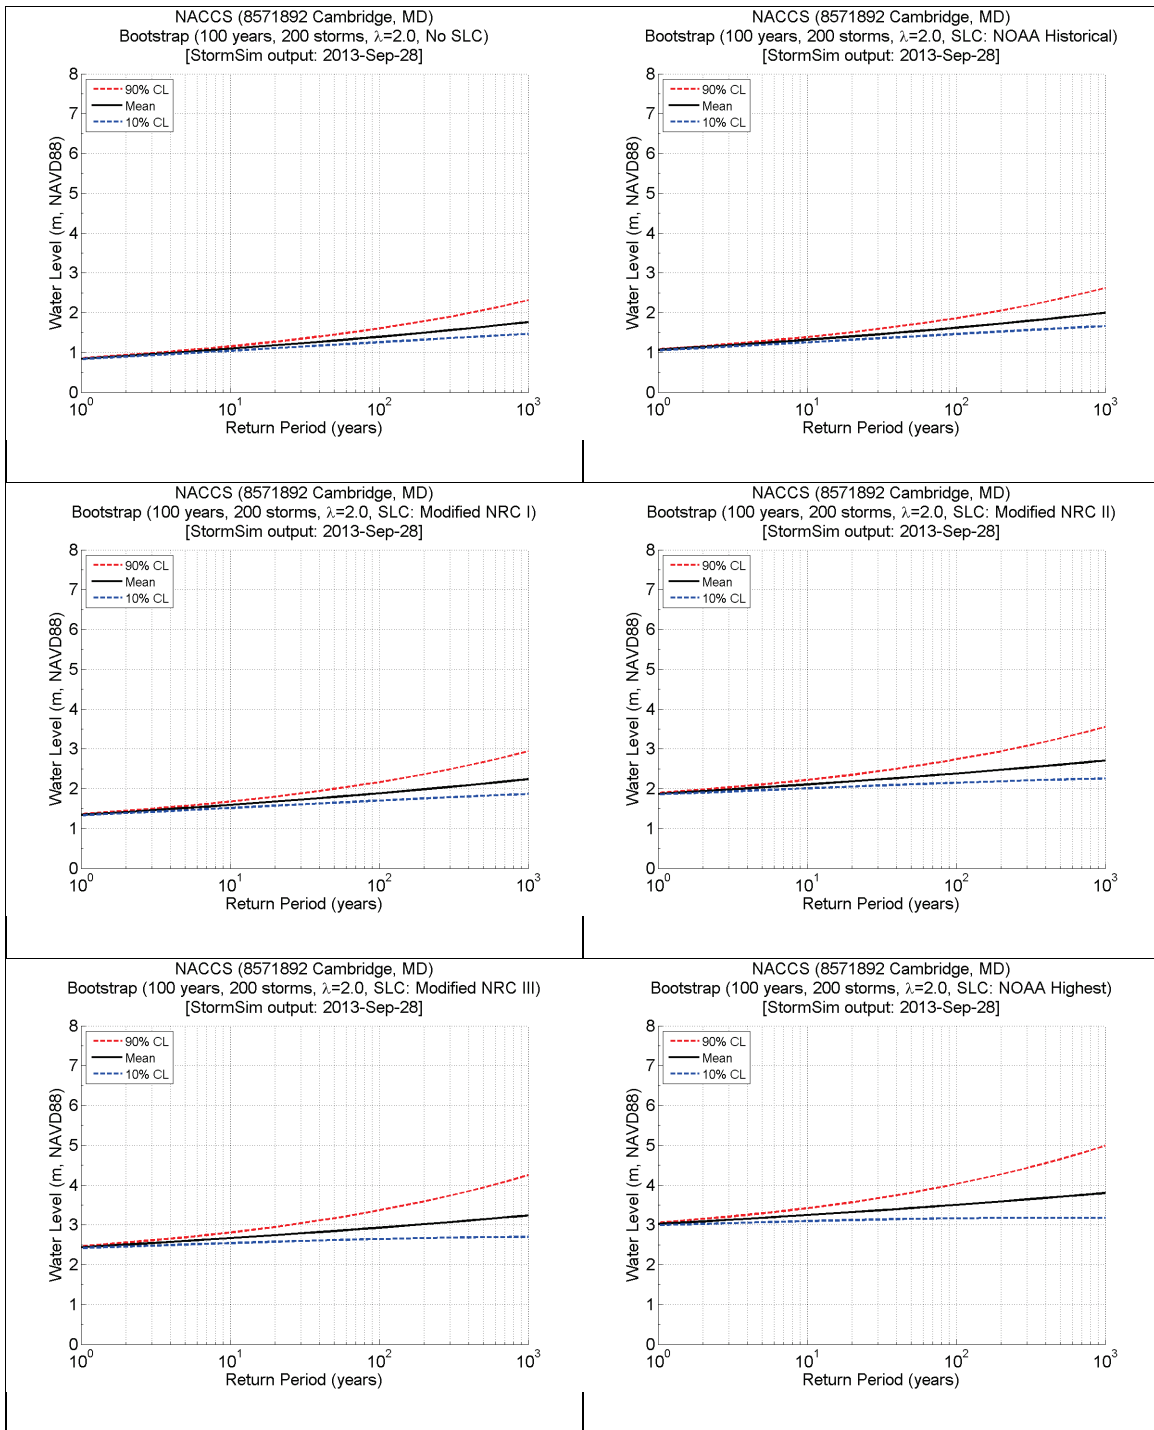 NACCS (8571892 Cambridge, MD)
Bootstrap (100 years, 200 storms, λ=2.0, No SLC)
[StormSim output: 2013-Sep-28]
90% CL
Mean
10% CL
Water Level (m, NAVD88)
8
7
6
5
4
3
2
1
0
10^0 10^1 10^2 10^3
Return Period (years)
NACCS (8571892 Cambridge, MD)
Bootstrap (100 years, 200 storms, λ=2.0, SLC: NOAA Historical)
[StormSim output: 2013-Sep-28]
90% CL
Mean
10% CL
Water Level (m, NAVD88)
8
7
6
5
4
3
2
1
0
10^0 10^1 10^2 10^3
Return Period (years)
NACCS (8571892 Cambridge, MD)
Bootstrap (100 years, 200 storms, λ=2.0, SLC: Modified NRC I)
[StormSim output: 2013-Sep-28]
90% CL
Mean
10% CL
Water Level (m, NAVD88)
8
7
6
5
4
3
2
1
0
10^0 10^1 10^2 10^3
Return Period (years)
NACCS (8571892 Cambridge, MD)
Bootstrap (100 years, 200 storms, λ=2.0, SLC: Modified NRC II)
[StormSim output: 2013-Sep-28]
90% CL
Mean
10% CL
Water Level (m, NAVD88)
8
7
6
5
4
3
2
1
0
10^0 10^1 10^2 10^3
Return Period (years)
NACCS (8571892 Cambridge, MD)
Bootstrap (100 years, 200 storms, λ=2.0, SLC: Modified NRC III)
[StormSim output: 2013-Sep-28]
90% CL
Mean
10% CL
Water Level (m, NAVD88)
8
7
6
5
4
3
2
1
0
10^0 10^1 10^2 10^3
Return Period (years)
NACCS (8571892 Cambridge, MD)
Bootstrap (100 years, 200 storms, λ=2.0, SLC: NOAA Highest)
[StormSim output: 2013-Sep-28]
90% CL
Mean
10% CL
Water Level (m, NAVD88)
8
7
6
5
4
3
2
1
0
10^0 10^1 10^2 10^3
Return Period (years)